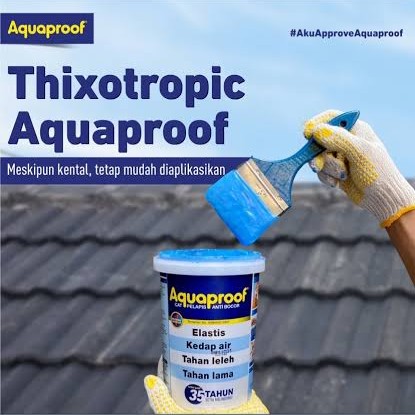 Aquaproof
#AkuApproveAquaproof
Thixotropic
Aquaproof
Meskipun kental, tetap mudah diaplikasikan
Aquaproof
CAT PELAPIS ANTI BOCOR
Elastis
Kedap air
Tahan leleh
Tahan lama
35 TAHUN